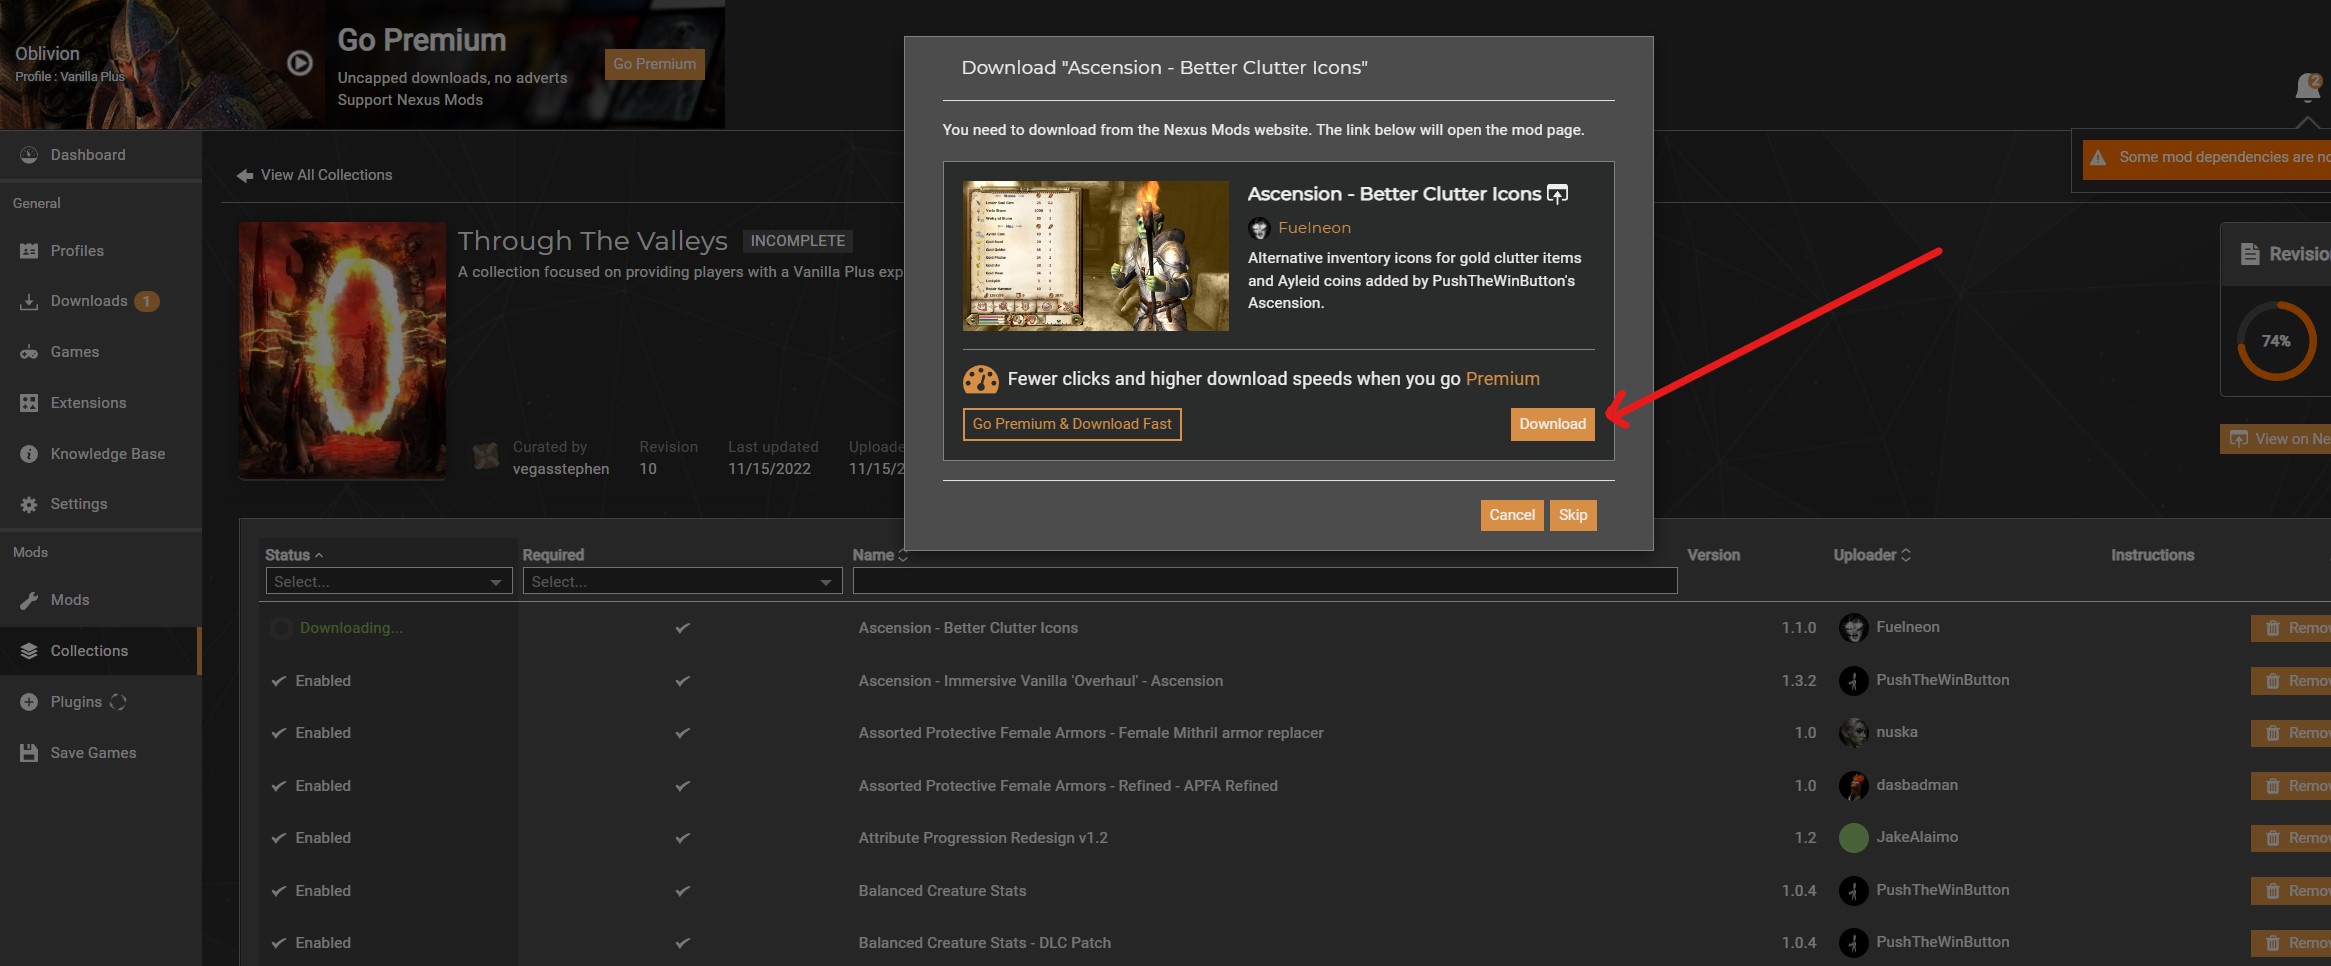 Oblivion
Profile : Vanilla Plus
Go Premium
Uncapped downloads, no adverts
Support Nexus Mods
Go Premium
2
Dashboard
General
Profiles
Downloads 1
Games
Extensions
Knowledge Base
Settings
Mods
Mods
Collections
Plugins
Save Games
View All Collections
Through The Valleys INCOMPLETE
A collection focused on providing players with a Vanilla Plus exp
Curated by
vegasstephen
Revision
10
Last updated
11/15/2022
Uploade
11/15/2
Download "Ascension - Better Clutter Icons"
You need to download from the Nexus Mods website. The link below will open the mod page.
Ascension - Better Clutter Icons
Fuelneon
Alternative inventory icons for gold clutter items
and Ayleid coins added by PushTheWinButton's
Ascension.
Fewer clicks and higher download speeds when you go Premium
Go Premium & Download Fast
Download
Cancel
Skip
Some mod dependencies are no
Revisio
74%
View on Ne
Status Required Name Version Uploader Instructions
Select... Select...
Downloading... Ascension - Better Clutter Icons 1.1.0 Fuelneon Remov
Enabled Ascension - Immersive Vanilla 'Overhaul' - Ascension 1.3.2 PushTheWinButton Remov
Enabled Assorted Protective Female Armors - Female Mithril armor replacer 1.0 nuska Remov
Enabled Assorted Protective Female Armors - Refined - APFA Refined 1.0 dasbadman Remov
Enabled Attribute Progression Redesign v1.2 1.2 JakeAlaimo Remov
Enabled Balanced Creature Stats 1.0.4 PushTheWinButton Remov
Enabled Balanced Creature Stats - DLC Patch 1.0.4 PushTheWinButton Remov